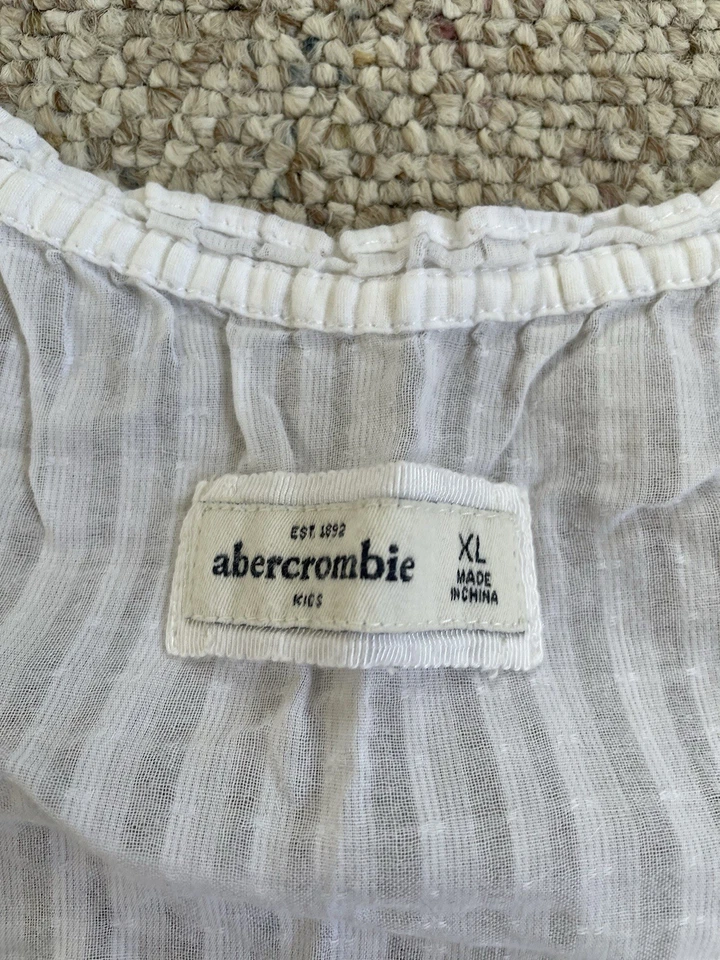 EST. 1892
abercrombie
KIDS
XL
MADE
IN CHINA